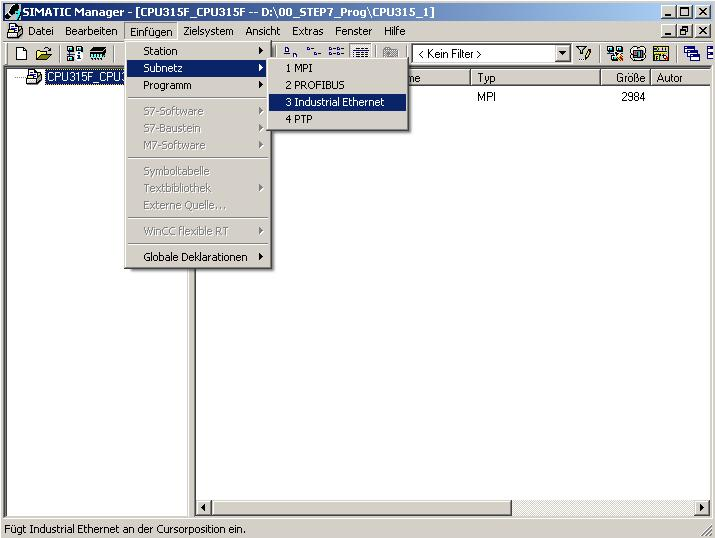 SIMATIC Manager - [CPU315F_CPU315F -- D:\00_STEP7_Prog\CPU315_1]
Datei Bearbeiten Einfügen Zielsystem Ansicht Extras Fenster Hilfe
< Kein Filter >
Station
Subnetz
Programm
S7-Software
S7-Baustein
M7-Software
Symboltabelle
Textbibliothek
Externe Quelle...
WinCC flexible RT
Globale Deklarationen
1 MPI
2 PROFIBUS
3 Industrial Ethernet
4 PTP
CPU315F_CPU3
me Typ Größe Autor
MPI 2984
Fügt Industrial Ethernet an der Cursorposition ein.